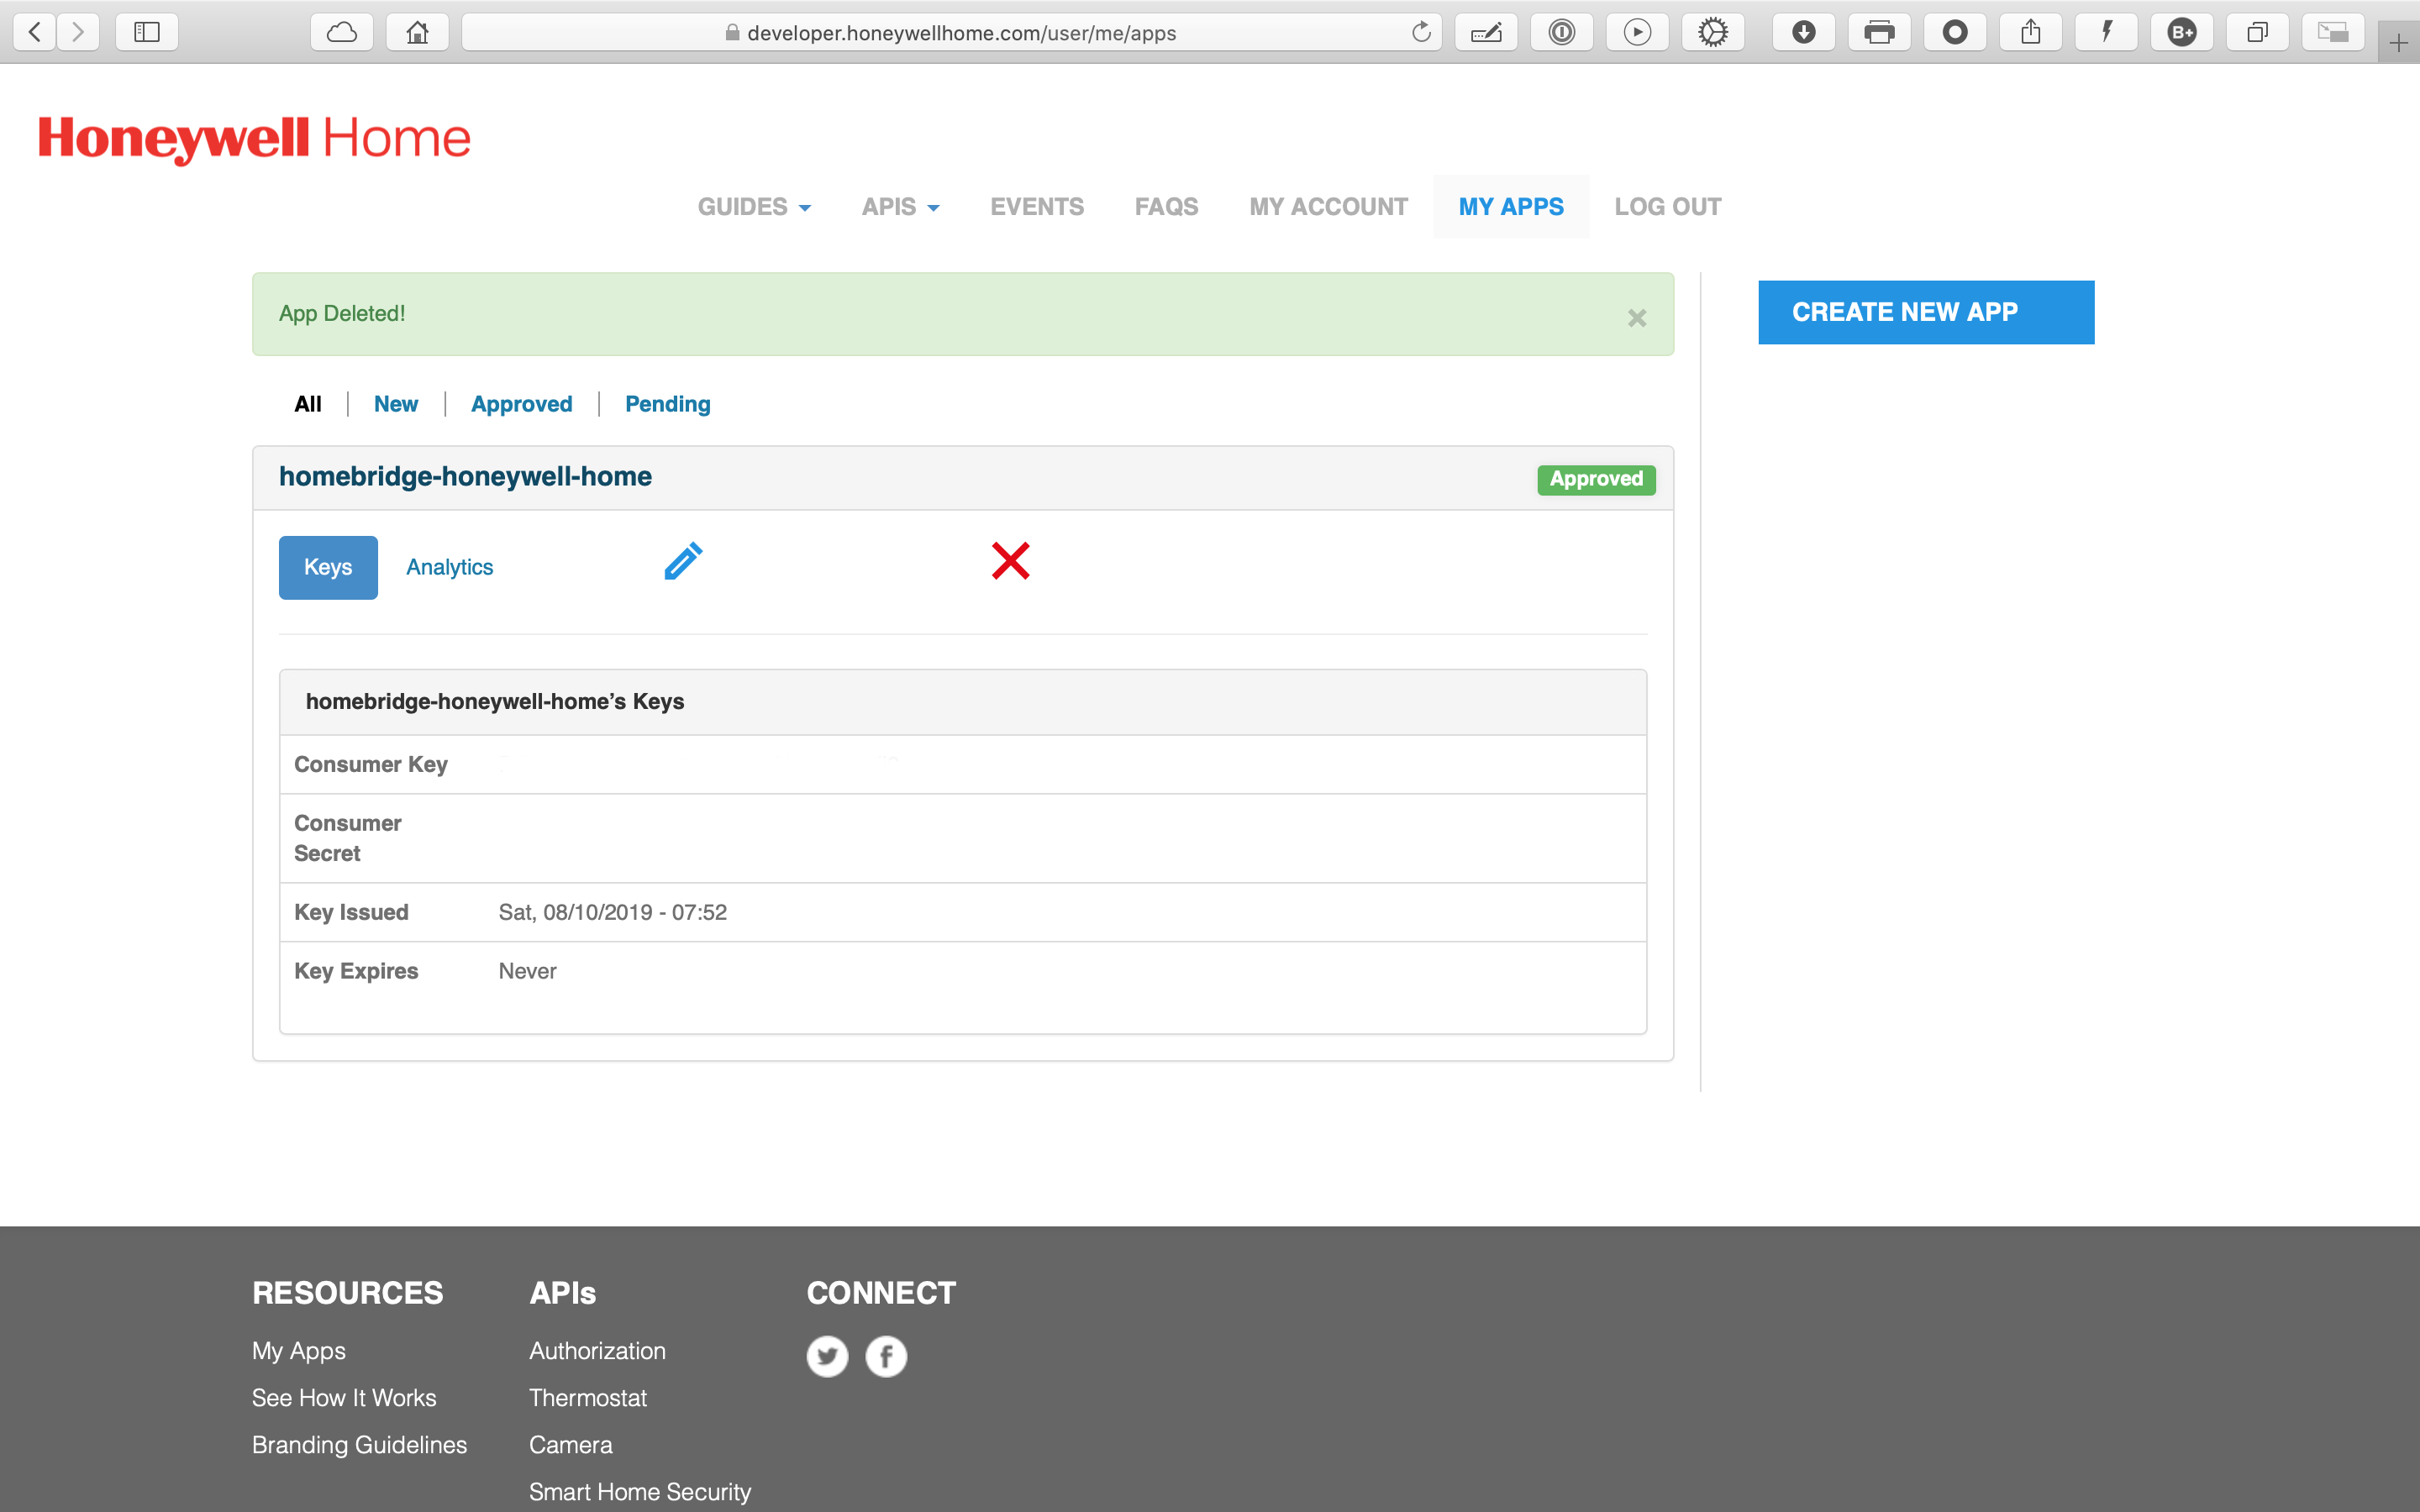 developer.honeywellhome.com/user/me/apps
B+
Honeywell Home
GUIDES
APIS
EVENTS
FAQS
MY ACCOUNT
MY APPS
LOG OUT
App Deleted!
×
CREATE NEW APP
All | New | Approved | Pending
homebridge-honeywell-home
Approved
Keys
Analytics
homebridge-honeywell-home’s Keys
Consumer Key
Consumer
Secret
Key Issued Sat, 08/10/2019 - 07:52
Key Expires Never
RESOURCES
My Apps
See How It Works
Branding Guidelines
APIs
Authorization
Thermostat
Camera
Smart Home Security
CONNECT